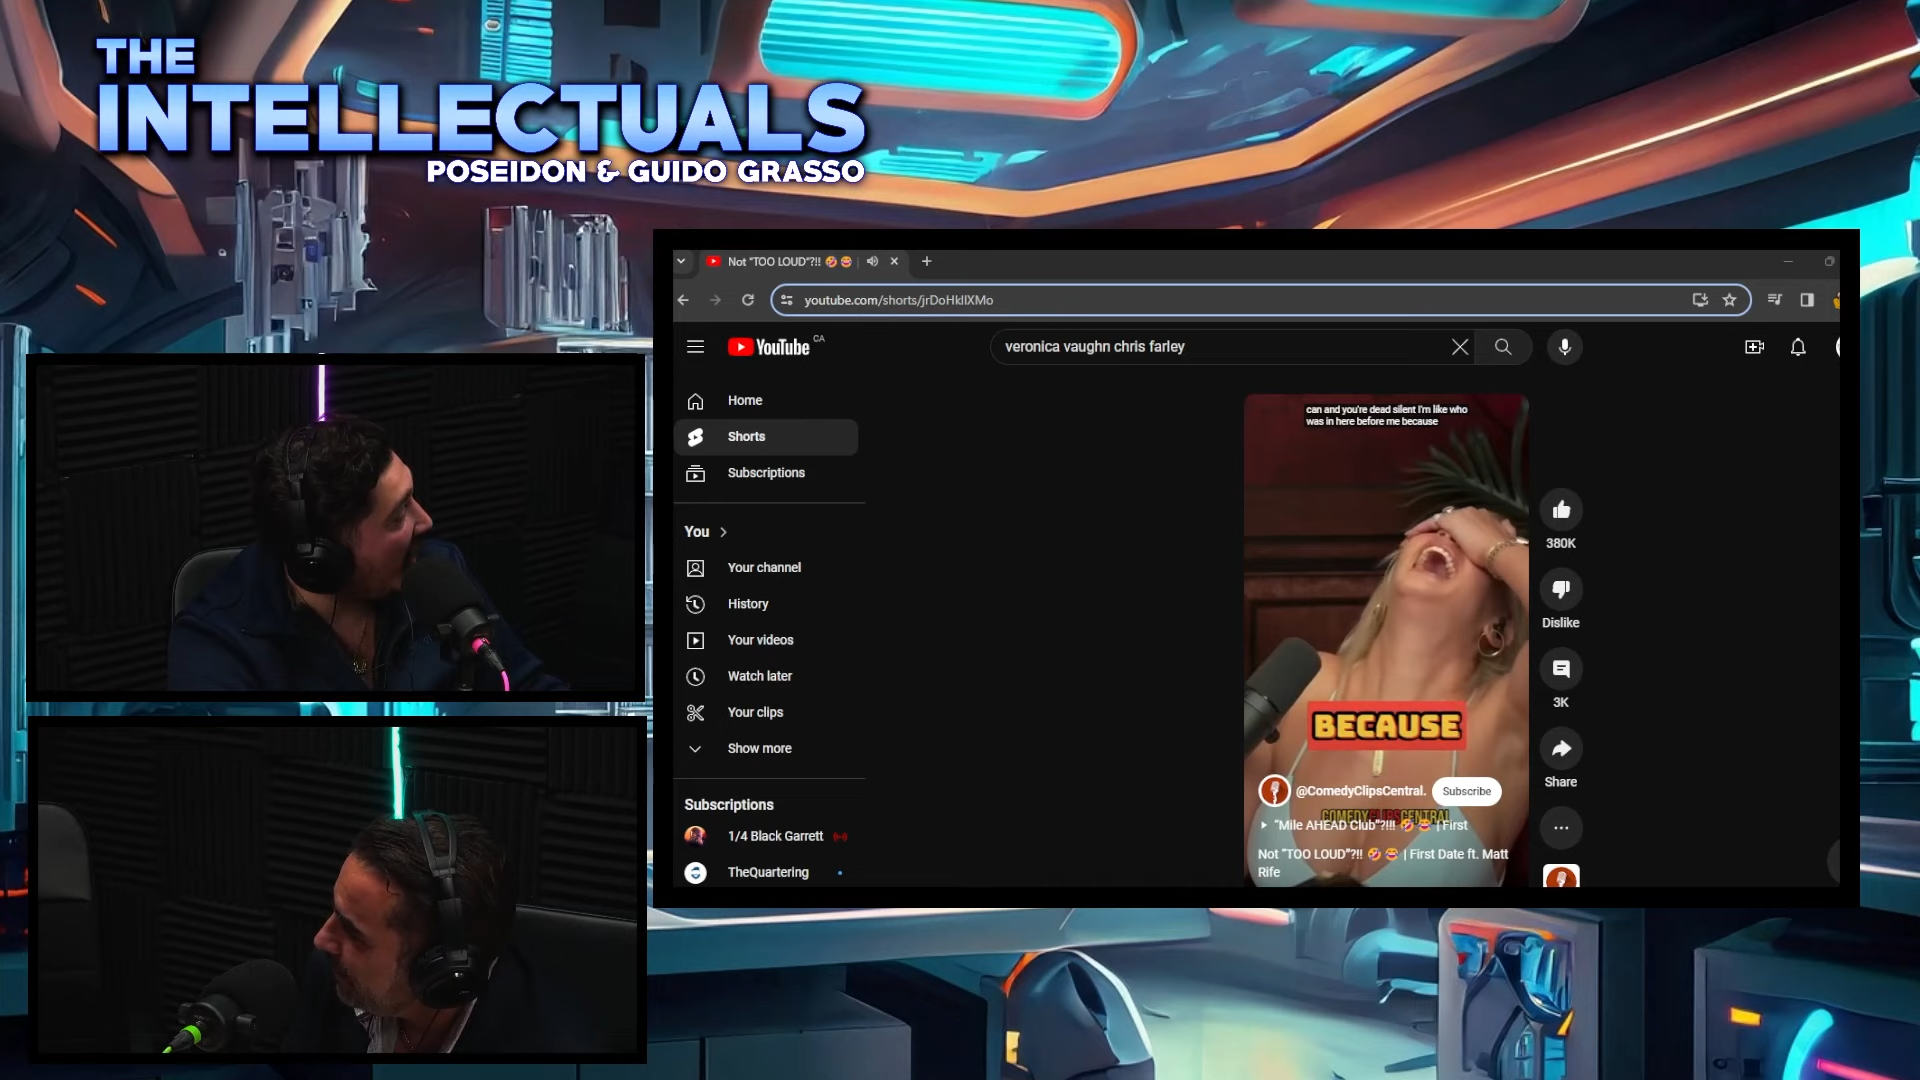 THE
INTELLECTUALS
POSEIDON & GUIDO GRASSO
Not "TOO LOUD"?!! 🤣😂
youtube.com/shorts/jrDoHkIlXMo
YouTube CA
veronica vaughn chris farley
Home
Shorts
Subscriptions
You
Your channel
History
Your videos
Watch later
Your clips
Show more
Subscriptions
1/4 Black Garrett
TheQuartering
can and you're dead silent I'm like who
was in here before me because
BECAUSE
@ComedyClipsCentral.
Subscribe
COMEDYCLIPSCENTRAL
"Mile AHEAD Club"?!!! 🤣😂 | First
Not "TOO LOUD"?!! 🤣😂 | First Date ft. Matt
Rife
380K
Dislike
3K
Share